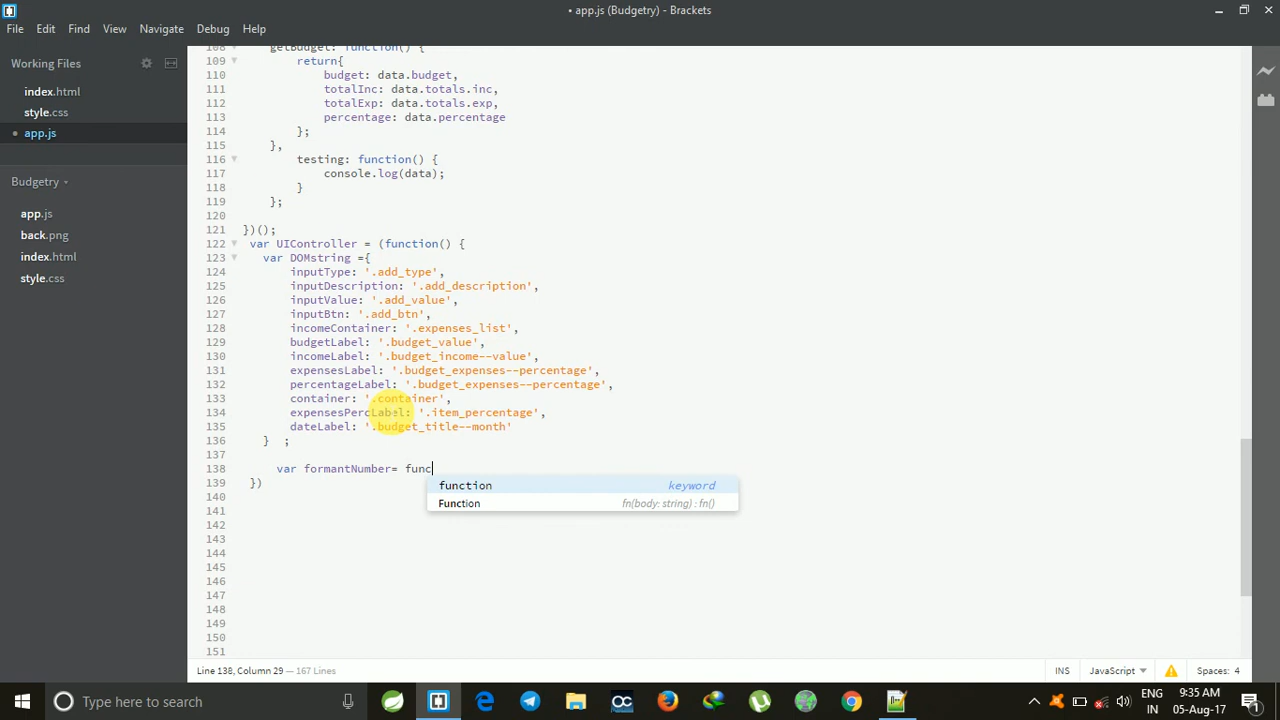 • app.js (Budgetry) - Brackets
File Edit Find View Navigate Debug Help
Working Files
index.html
style.css
• app.js
Budgetry
app.js
back.png
index.html
style.css
108 getBudget: function() {
109 return{
110 budget: data.budget,
111 totalInc: data.totals.inc,
112 totalExp: data.totals.exp,
113 percentage: data.percentage
114 };
115 },
116 testing: function() {
117 console.log(data);
118 }
119 };
120
121 })();
122 var UIController = (function() {
123 var DOMstring ={
124 inputType: '.add_type',
125 inputDescription: '.add_description',
126 inputValue: '.add_value',
127 inputBtn: '.add_btn',
128 incomeContainer: '.expenses_list',
129 budgetLabel: '.budget_value',
130 incomeLabel: '.budget_income--value',
131 expensesLabel: '.budget_expenses--percentage',
132 percentageLabel: '.budget_expenses--percentage',
133 container: '.container',
134 expensesPercLabel: '.item_percentage',
135 dateLabel: '.budget_title--month'
136 } ;
137
138 var formantNumber= func
139 })
function keyword
Function fn(body: string) : fn()
140
141
142
143
144
145
146
147
148
149
150
151
Line 138, Column 29 — 167 Lines INS JavaScript Spaces: 4
Type here to search
ENG
IN
9:35 AM
05-Aug-17
1